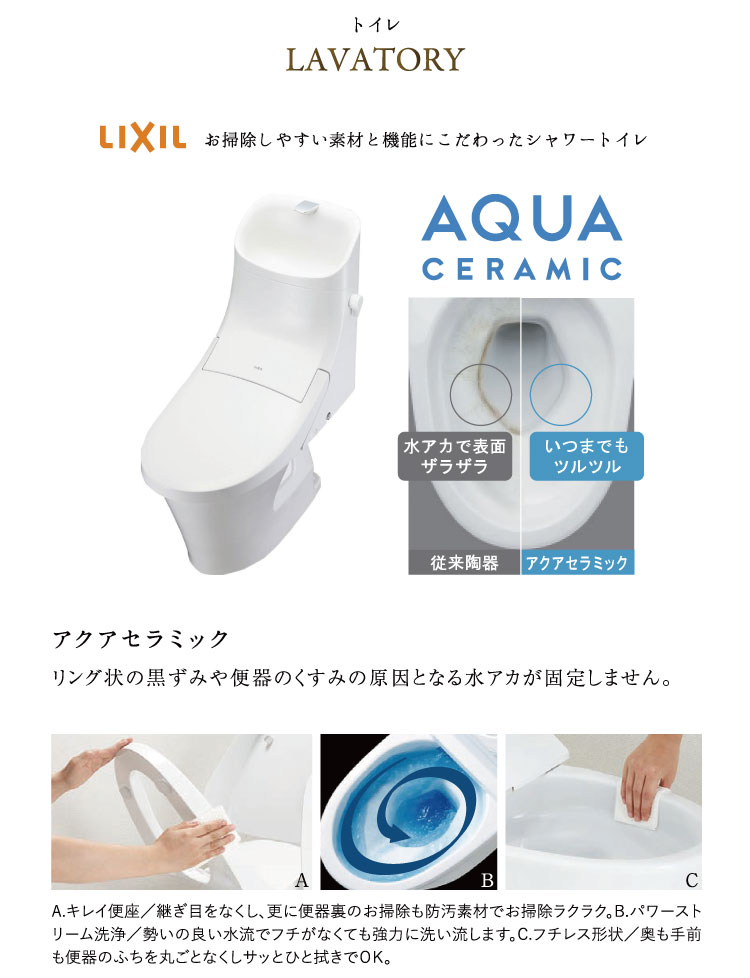 トイレ
LAVATORY
LIXIL お掃除しやすい素材と機能にこだわったシャワートイレ
AQUA
CERAMIC
水アカで表面
ザラザラ
いつまでも
ツルツル
従来陶器
アクアセラミック
アクアセラミック
リング状の黒ずみや便器のくすみの原因となる水アカが固定しません。
A
B
C
A.キレイ便座／継ぎ目をなくし、更に便器裏のお掃除も防汚素材でお掃除ラクラク。B.パワースト
リーム洗浄／勢いの良い水流でフチがなくても強力に洗い流します。C.フチレス形状／奥も手前
も便器のふちを丸ごとなくしサッとひと拭きでOK。